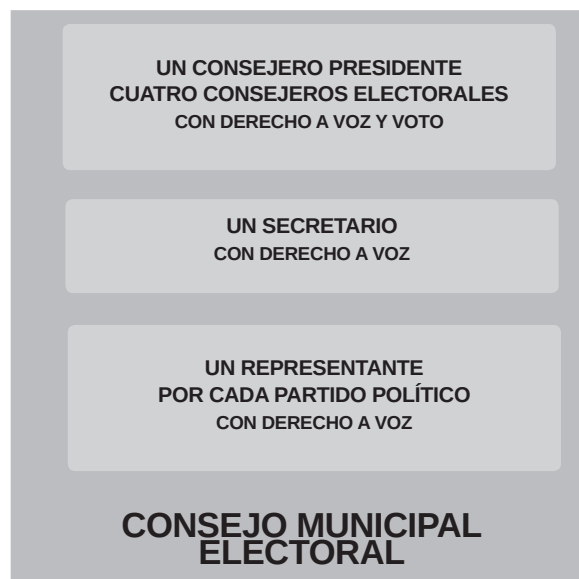 UN CONSEJERO PRESIDENTE
CUATRO CONSEJEROS ELECTORALES
CON DERECHO A VOZ Y VOTO
UN SECRETARIO
CON DERECHO A VOZ
UN REPRESENTANTE
POR CADA PARTIDO POLÍTICO
CON DERECHO A VOZ
CONSEJO MUNICIPAL
ELECTORAL